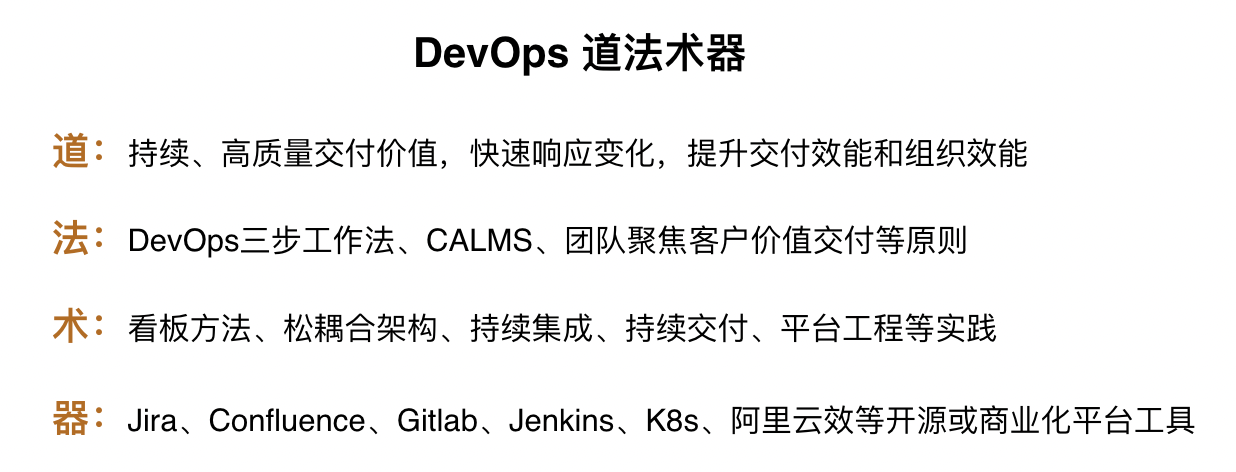 DevOps 道法术器
道：持续、高质量交付价值，快速响应变化，提升交付效能和组织效能
法：DevOps三步工作法、CALMS、团队聚焦客户价值交付等原则
术：看板方法、松耦合架构、持续集成、持续交付、平台工程等实践
器：Jira、Confluence、Gitlab、Jenkins、K8s、阿里云效等开源或商业化平台工具